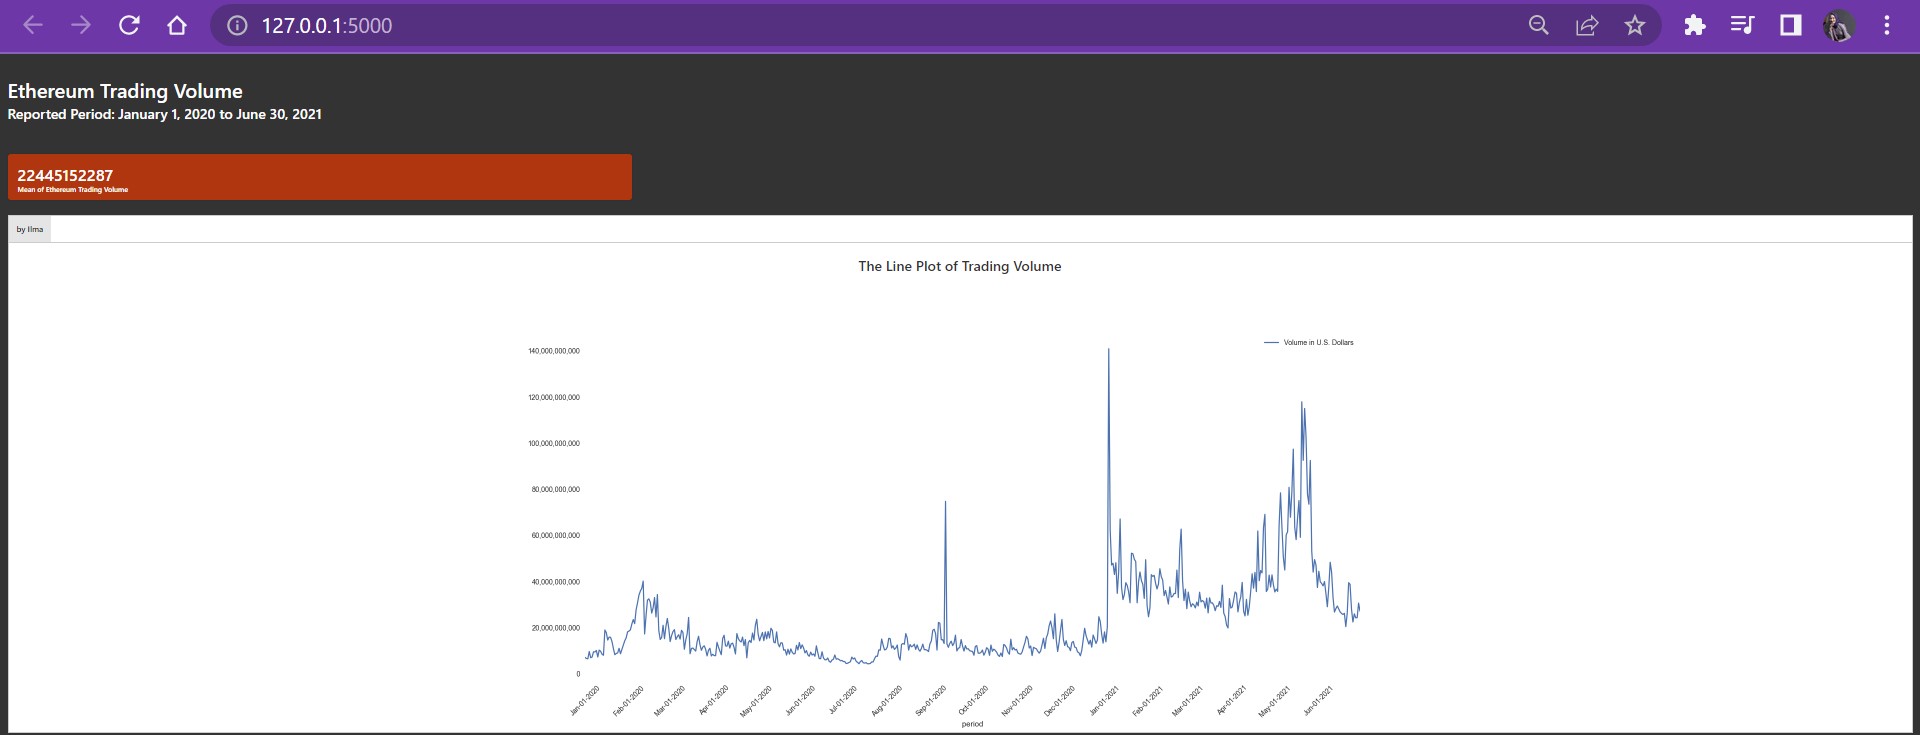 127.0.0.1:5000
Ethereum Trading Volume
Reported Period: January 1, 2020 to June 30, 2021
22445152287
Mean of Ethereum Trading Volume
by Ilma
The Line Plot of Trading Volume
Volume in U.S. Dollars
140,000,000,000
120,000,000,000
100,000,000,000
80,000,000,000
60,000,000,000
40,000,000,000
20,000,000,000
0
Jan-01-2020 Feb-01-2020 Mar-01-2020 Apr-01-2020 May-01-2020 Jun-01-2020 Jul-01-2020 Aug-01-2020 Sep-01-2020 Oct-01-2020 Nov-01-2020 Dec-01-2020 Jan-01-2021 Feb-01-2021 Mar-01-2021 Apr-01-2021 May-01-2021 Jun-01-2021
period